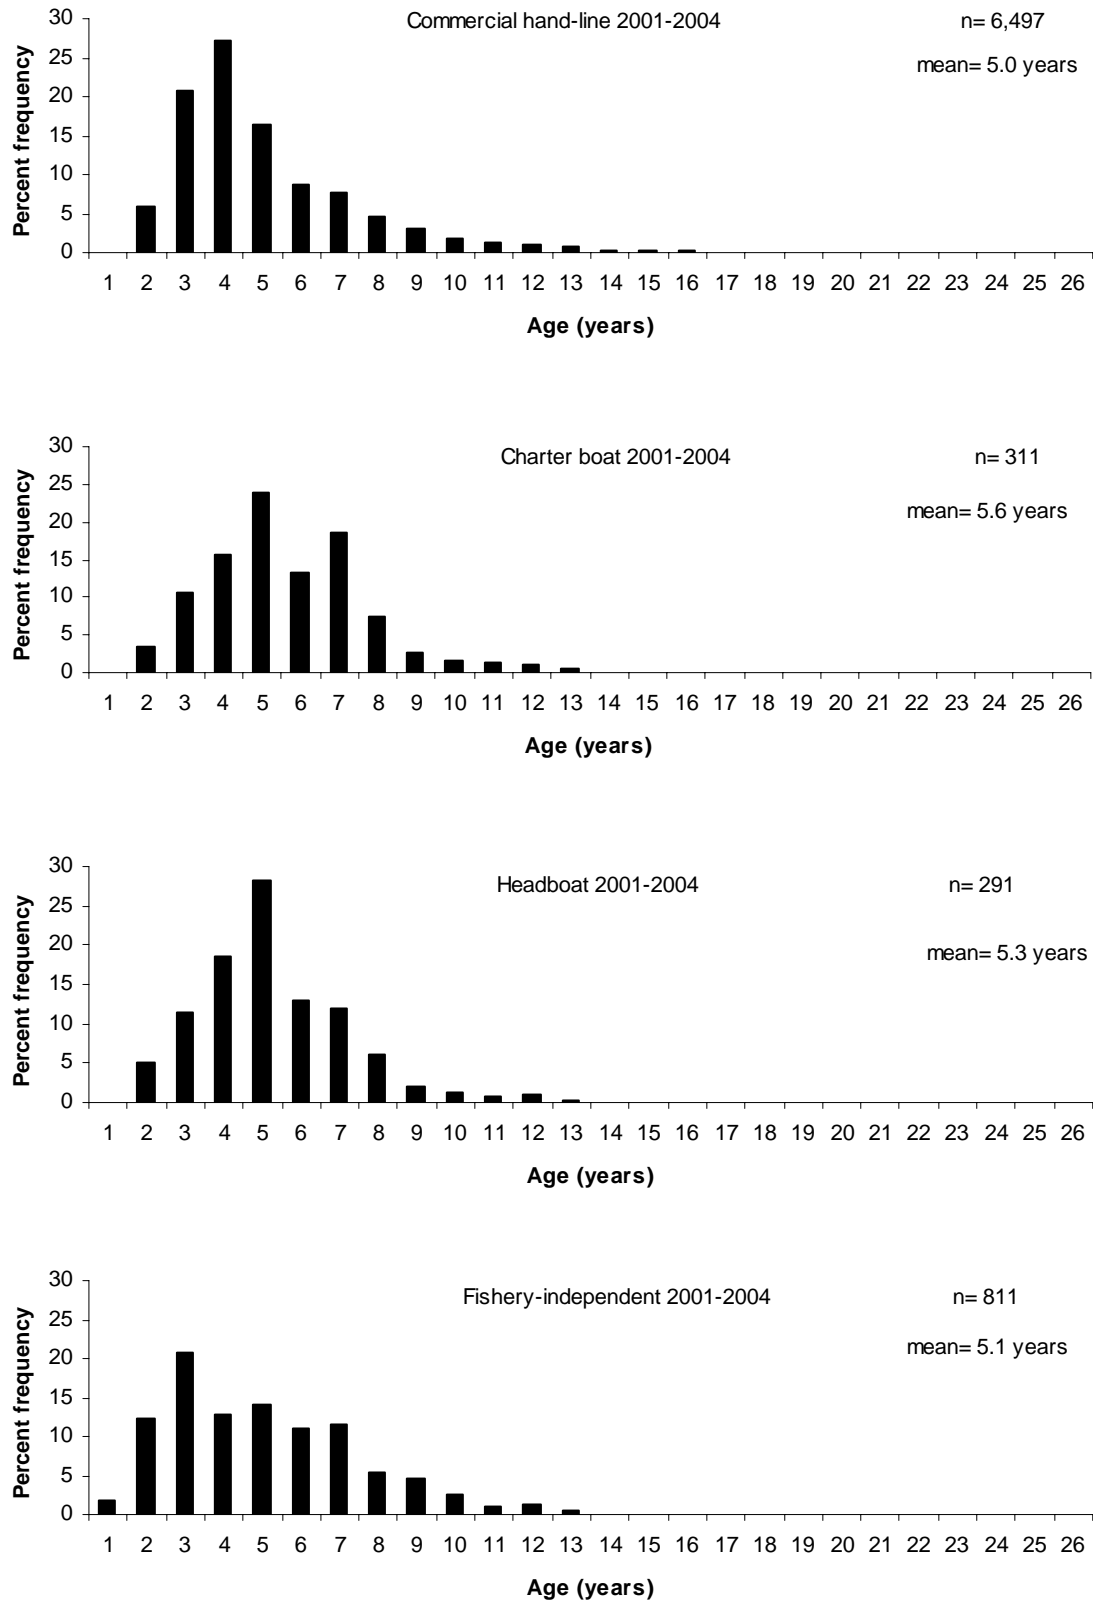 Commercial hand-line 2001-2004 n= 6,497
mean= 5.0 years
Percent frequency
30
25
20
15
10
5
0
1 2 3 4 5 6 7 8 9 10 11 12 13 14 15 16 17 18 19 20 21 22 23 24 25 26
Age (years)
Charter boat 2001-2004 n= 311
mean= 5.6 years
Percent frequency
30
25
20
15
10
5
0
1 2 3 4 5 6 7 8 9 10 11 12 13 14 15 16 17 18 19 20 21 22 23 24 25 26
Age (years)
Headboat 2001-2004 n= 291
mean= 5.3 years
Percent frequency
30
25
20
15
10
5
0
1 2 3 4 5 6 7 8 9 10 11 12 13 14 15 16 17 18 19 20 21 22 23 24 25 26
Age (years)
Fishery-independent 2001-2004 n= 811
mean= 5.1 years
Percent frequency
30
25
20
15
10
5
0
1 2 3 4 5 6 7 8 9 10 11 12 13 14 15 16 17 18 19 20 21 22 23 24 25 26
Age (years)